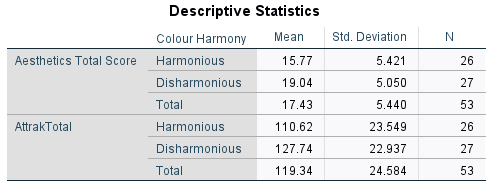 Descriptive Statistics
Colour Harmony Mean Std. Deviation N
Aesthetics Total Score Harmonious 15.77 5.421 26
Disharmonious 19.04 5.050 27
Total 17.43 5.440 53
AttrakTotal Harmonious 110.62 23.549 26
Disharmonious 127.74 22.937 27
Total 119.34 24.584 53